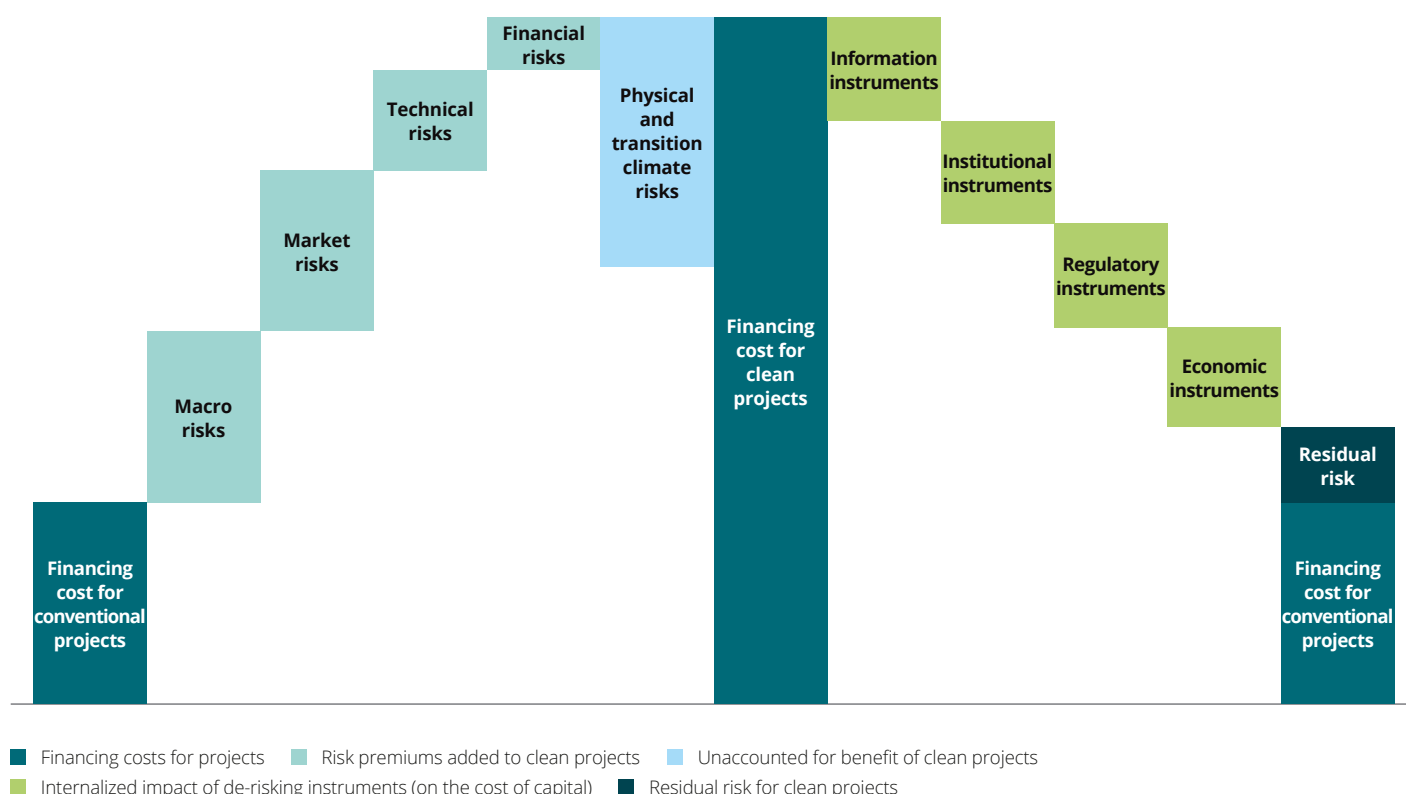 Financial
risks
Technical
risks
Market
risks
Macro
risks
Financing
cost for
conventional
projects
Physical
and
transition
climate
risks
Financing
cost for
clean
projects
Information
instruments
Institutional
instruments
Regulatory
instruments
Economic
instruments
Residual
risk
Financing
cost for
conventional
projects
Financing costs for projects
Risk premiums added to clean projects
Unaccounted for benefit of clean projects
Internalized impact of de-risking instruments (on the cost of capital)
Residual risk for clean projects